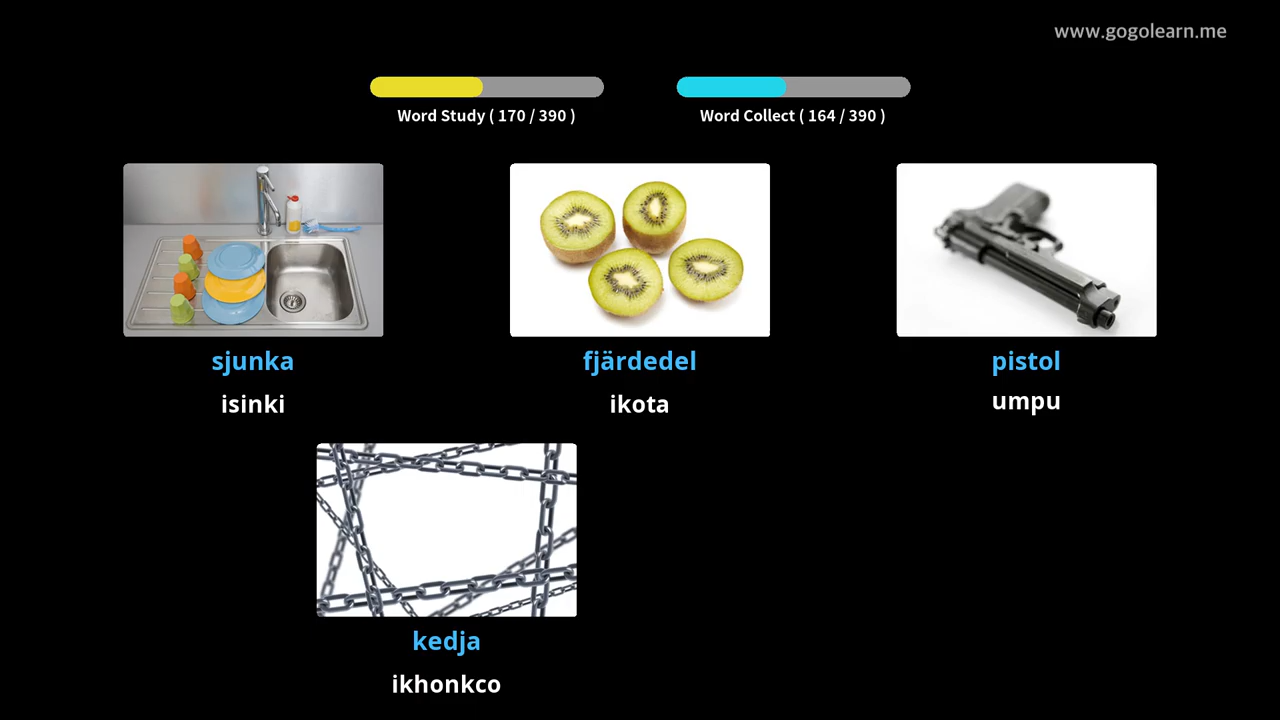 www.gogolearn.me
Word Study ( 170 / 390 )
Word Collect ( 164 / 390 )
sjunka
isinki
fjärdedel
ikota
pistol
umpu
kedja
ikhonkco